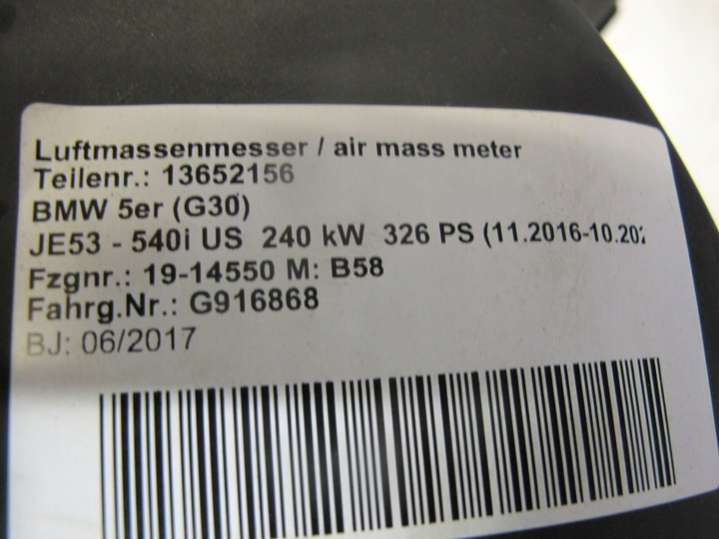 Luftmassenmesser / air mass meter
Teilenr.: 13652156
BMW 5er (G30)
JE53 - 540i US 240 kW 326 PS (11.2016-10.20
Fzgnr.: 19-14550 M: B58
Fahrg.Nr.: G916868
BJ: 06/2017